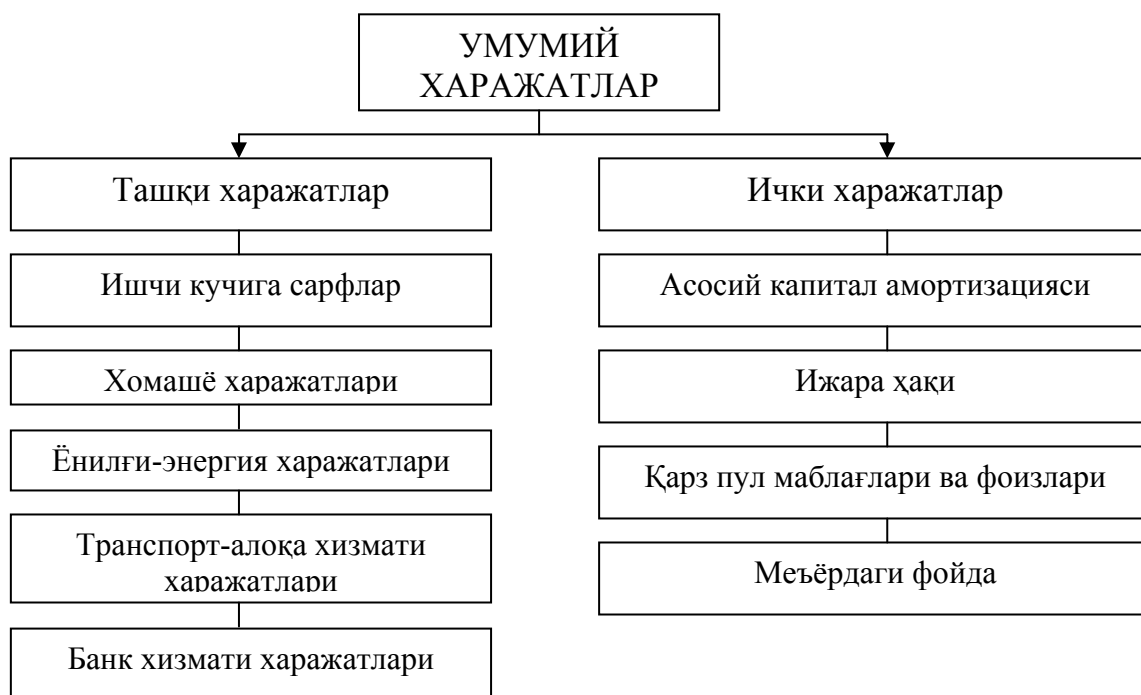 УМУМИЙ
ХАРАЖАТЛАР
Ташқи харажатлар
Ишчи кучига сарфлар
Хомашё харажатлари
Ёнилғи-энергия харажатлари
Транспорт-алоқа хизмати
харажатлари
Банк хизмати харажатлари
Ички харажатлар
Асосий капитал амортизацияси
Ижара ҳақи
Қарз пул маблағлари ва фоизлари
Меъёрдаги фойда